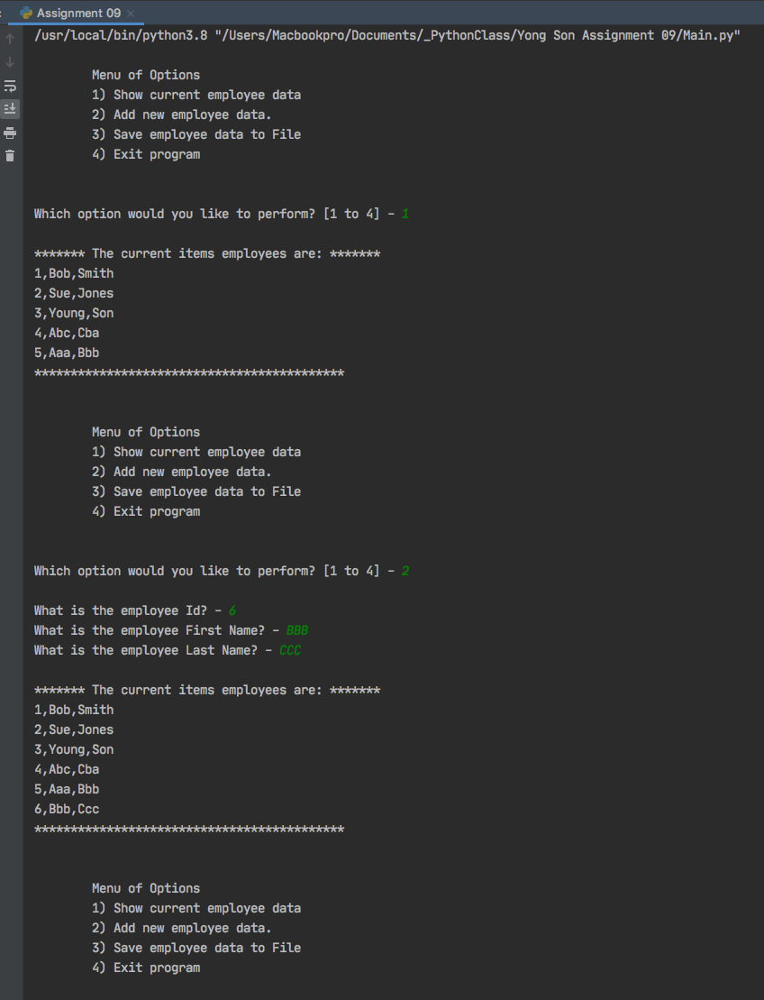 Assignment 09
/usr/local/bin/python3.8 "/Users/Macbookpro/Documents/_PythonClass/Yong Son Assignment 09/Main.py"
Menu of Options
1) Show current employee data
2) Add new employee data.
3) Save employee data to File
4) Exit program
Which option would you like to perform? [1 to 4] - 1
******* The current items employees are: *******
1,Bob,Smith
2,Sue,Jones
3,Young,Son
4,Abc,Cba
5,Aaa,Bbb
*******************************************
Menu of Options
1) Show current employee data
2) Add new employee data.
3) Save employee data to File
4) Exit program
Which option would you like to perform? [1 to 4] - 2
What is the employee Id? - 6
What is the employee First Name? - BBB
What is the employee Last Name? - CCC
******* The current items employees are: *******
1,Bob,Smith
2,Sue,Jones
3,Young,Son
4,Abc,Cba
5,Aaa,Bbb
6,Bbb,Ccc
*******************************************
Menu of Options
1) Show current employee data
2) Add new employee data.
3) Save employee data to File
4) Exit program